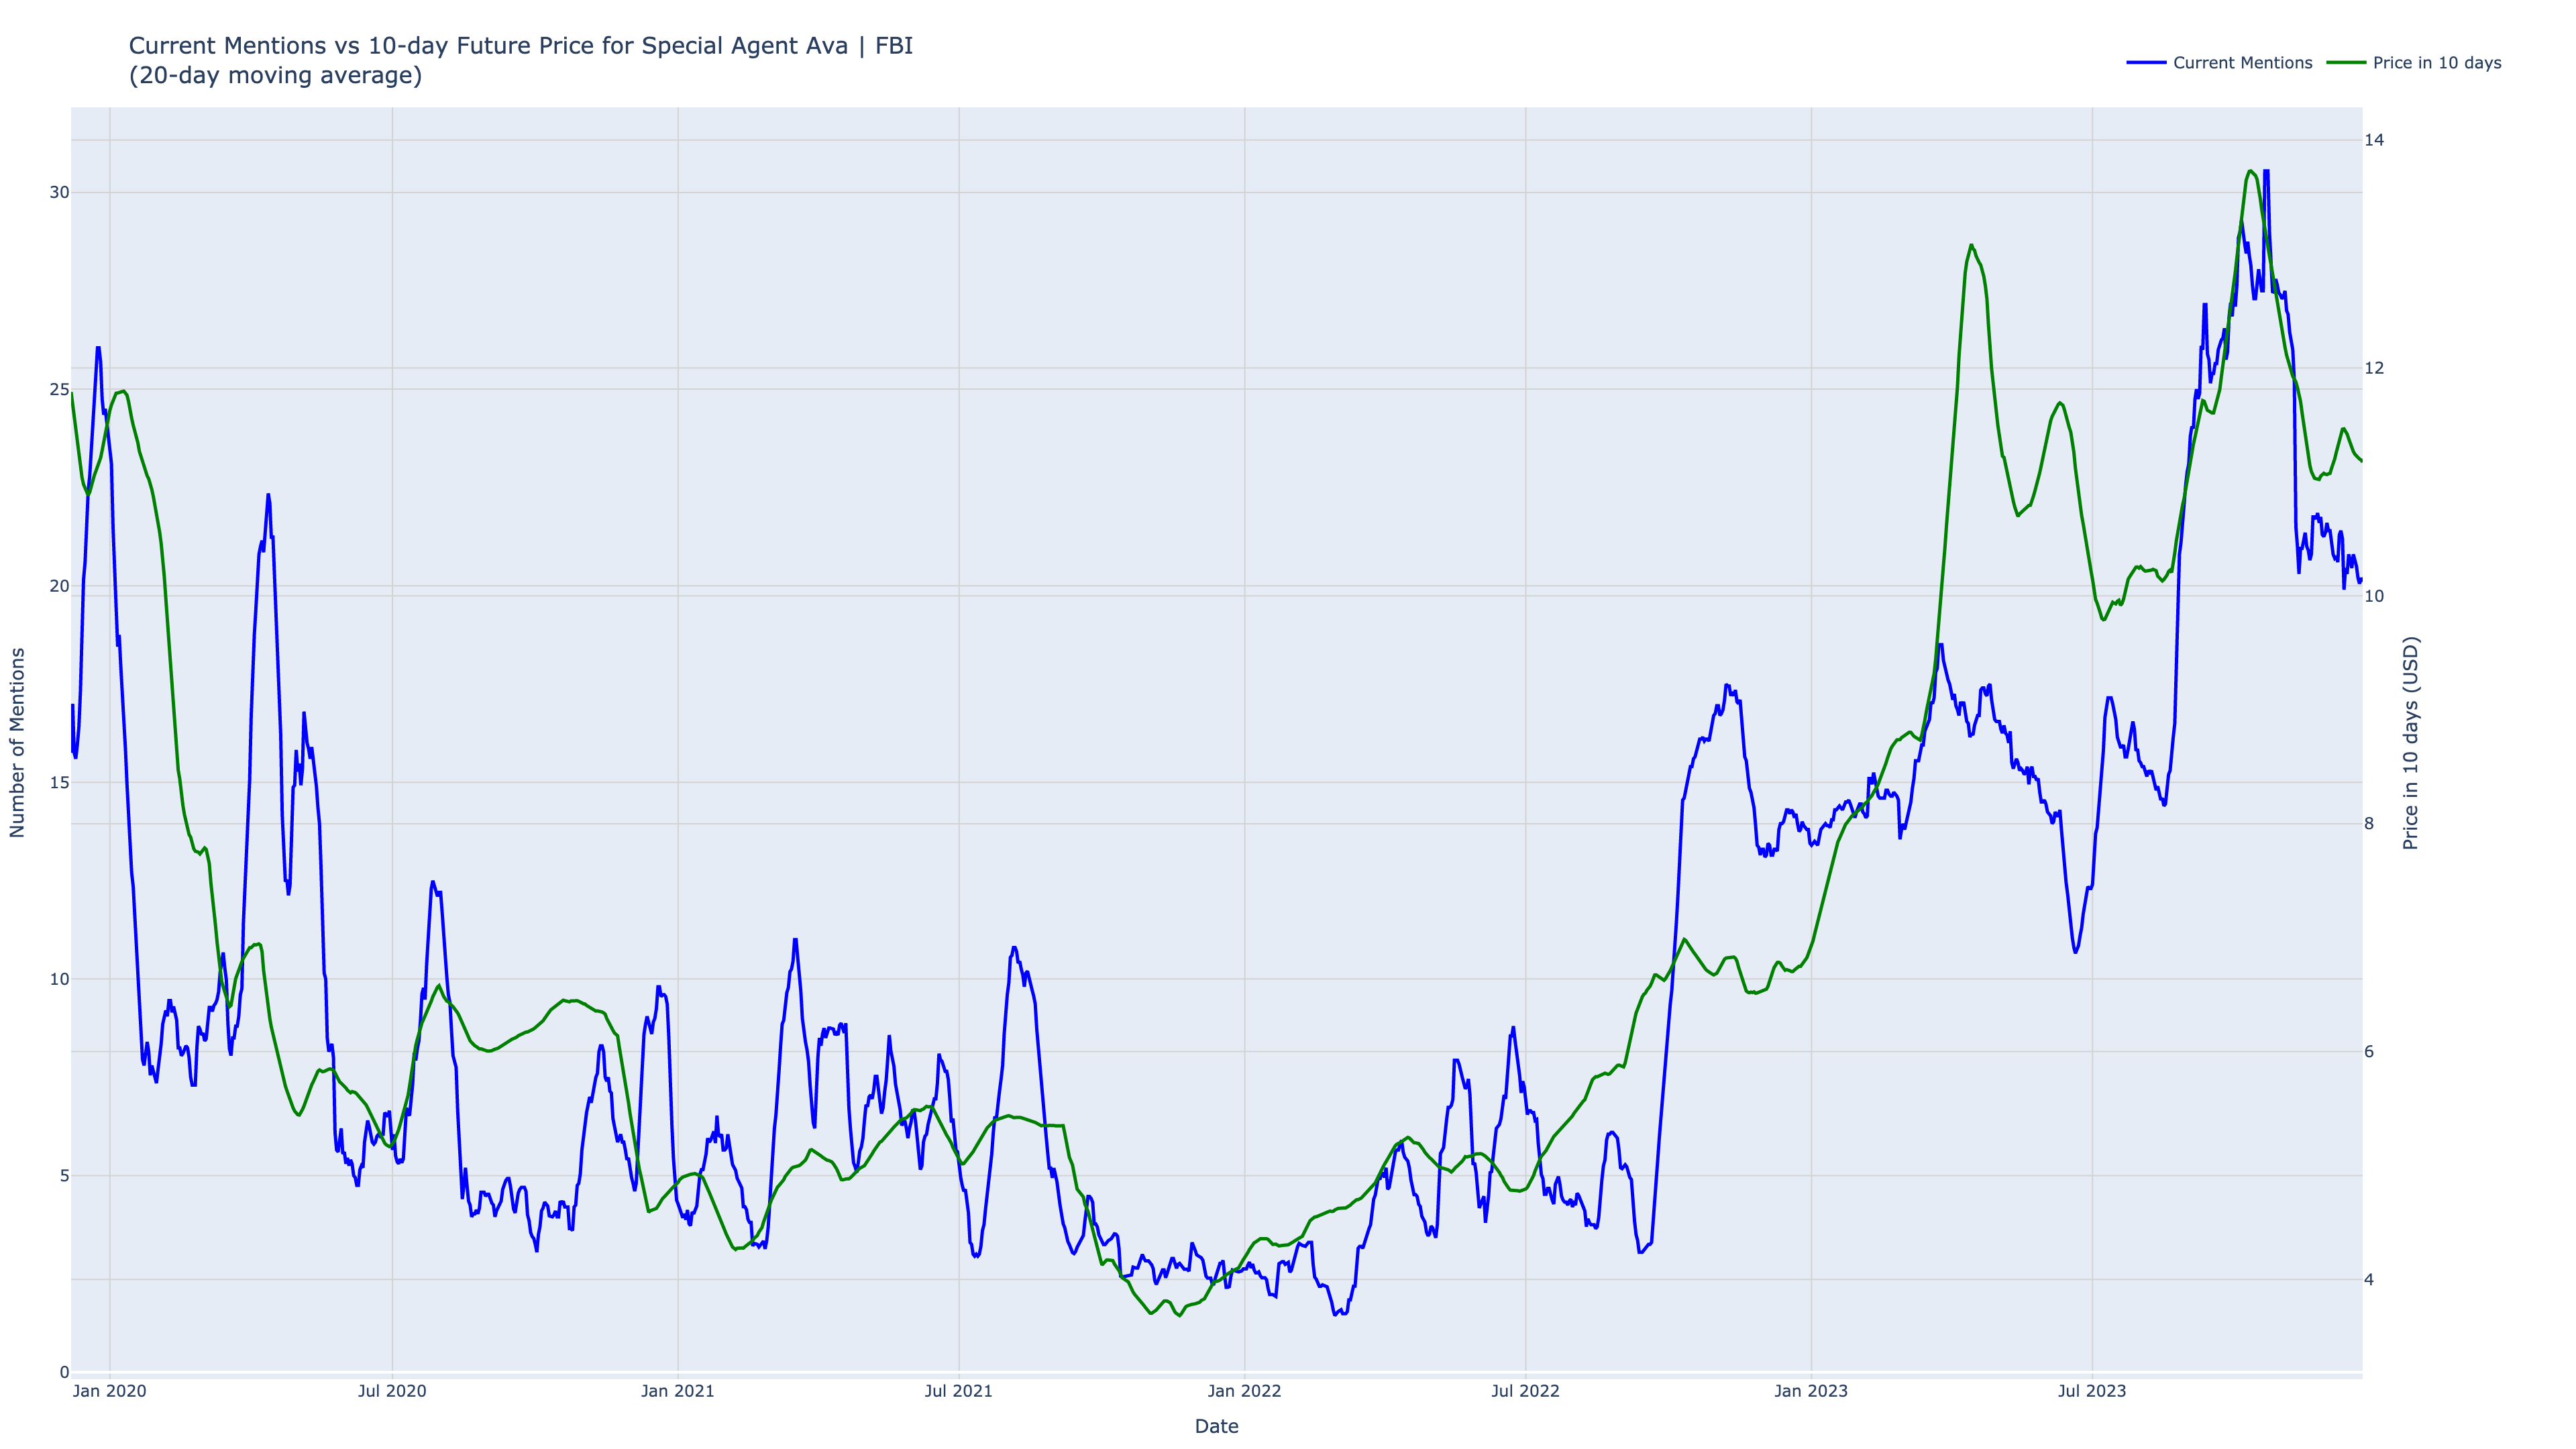 Current Mentions vs 10-day Future Price for Special Agent Ava | FBI
(20-day moving average)
Current Mentions
Price in 10 days
Number of Mentions
30
25
20
15
10
5
0
14
12
10
8
6
4
Price in 10 days (USD)
Jan 2020
Jul 2020
Jan 2021
Jul 2021
Jan 2022
Jul 2022
Jan 2023
Jul 2023
Date